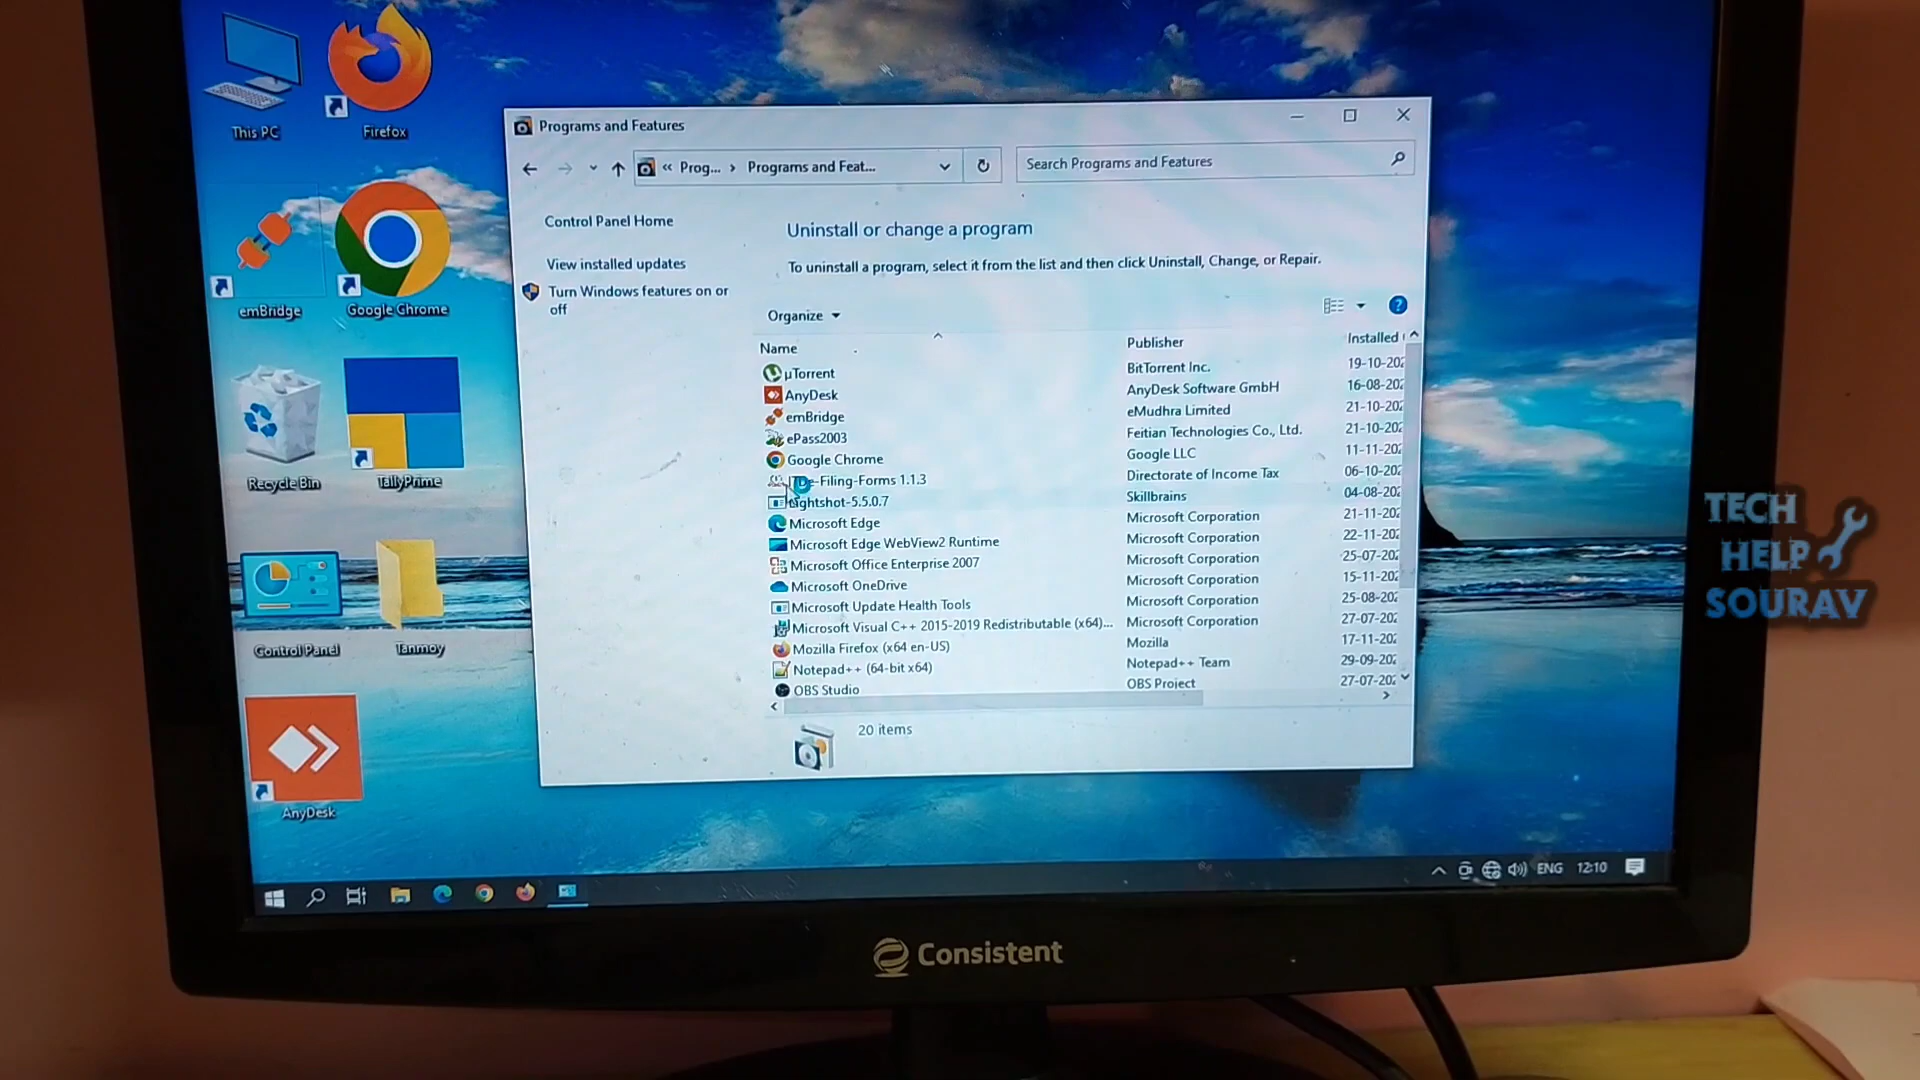 This PC
Firefox
emBridge
Google Chrome
Recycle Bin
TallyPrime
Control Panel
Tanmoy
AnyDesk
Programs and Features
« Prog... › Programs and Feat...
Search Programs and Features
Control Panel Home
View installed updates
Turn Windows features on or
off
Uninstall or change a program
To uninstall a program, select it from the list and then click Uninstall, Change, or Repair.
Organize
Name Publisher Installed
µTorrent BitTorrent Inc. 19-10-202
AnyDesk AnyDesk Software GmbH 16-08-202
emBridge eMudhra Limited 21-10-202
ePass2003 Feitian Technologies Co., Ltd. 21-10-202
Google Chrome Google LLC 11-11-202
e-Filing-Forms 1.1.3 Directorate of Income Tax 06-10-202
Lightshot-5.5.0.7 Skillbrains 04-08-202
Microsoft Edge Microsoft Corporation 21-11-202
Microsoft Edge WebView2 Runtime Microsoft Corporation 22-11-202
Microsoft Office Enterprise 2007 Microsoft Corporation 25-07-202
Microsoft OneDrive Microsoft Corporation 15-11-202
Microsoft Update Health Tools Microsoft Corporation 25-08-202
Microsoft Visual C++ 2015-2019 Redistributable (x64)... Microsoft Corporation 27-07-202
Mozilla Firefox (x64 en-US) Mozilla 17-11-202
Notepad++ (64-bit x64) Notepad++ Team 29-09-202
OBS Studio OBS Project 27-07-202
20 items
ENG 12:10
Consistent
TECH
HELP
SOURAV